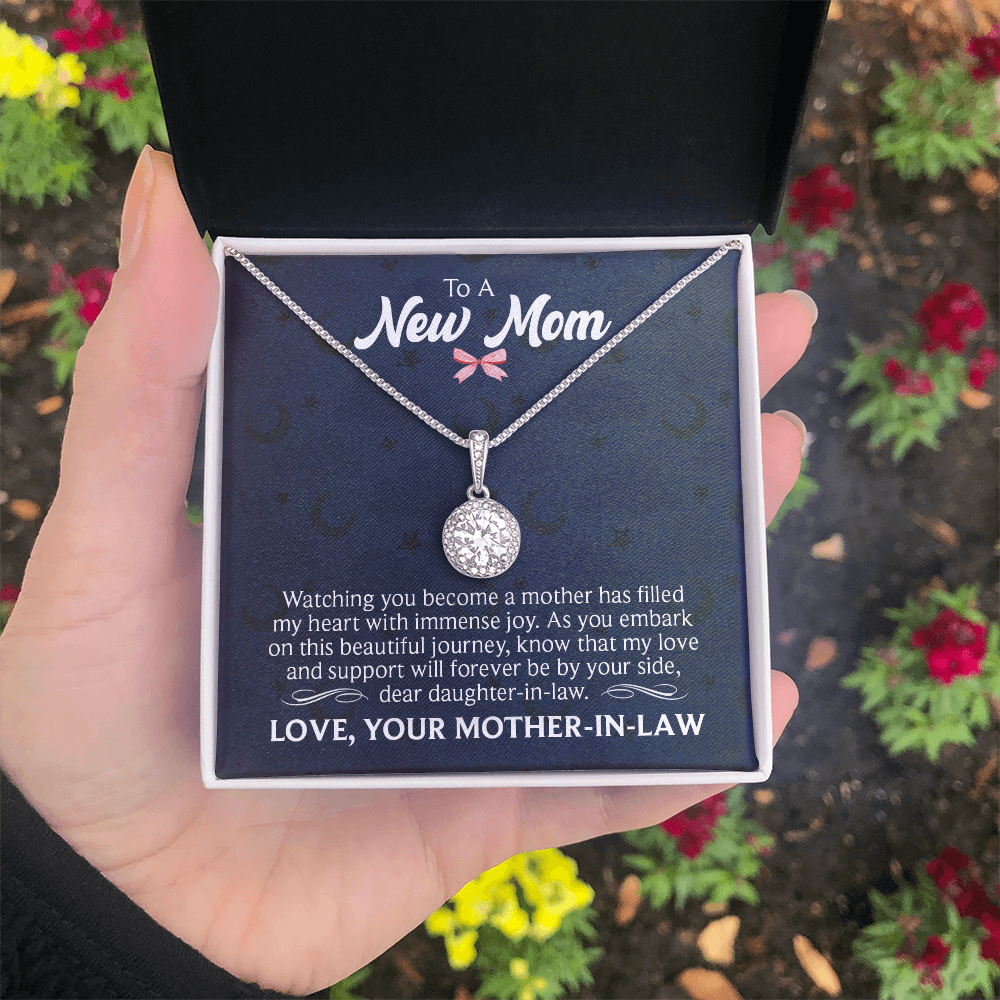 To A
New Mom
Watching you become a mother has filled
my heart with immense joy. As you embark
on this beautiful journey, know that my love
and support will forever be by your side,
dear daughter-in-law.
LOVE, YOUR MOTHER-IN-LAW